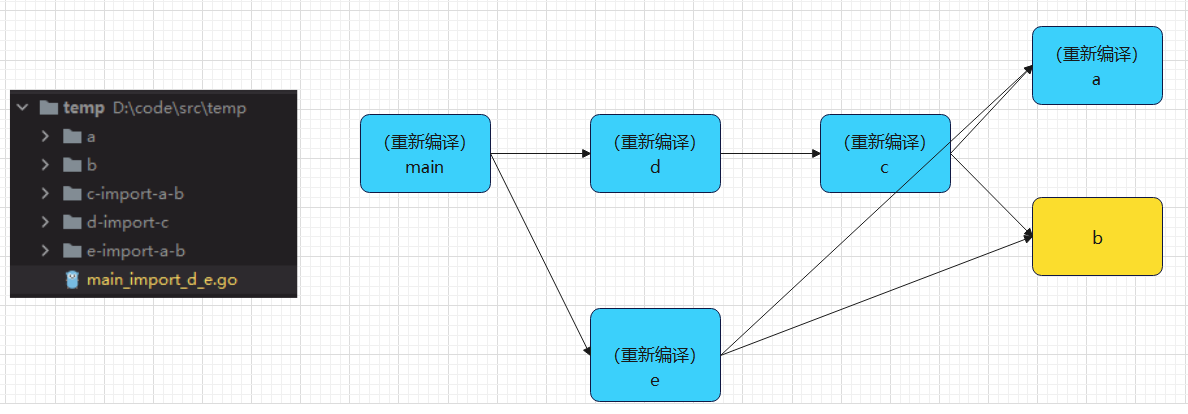 temp D:\code\src\temp
a
b
c-import-a-b
d-import-c
e-import-a-b
main_import_d_e.go
（重新编译）
main
（重新编译）
d
（重新编译）
c
（重新编译）
a
b
（重新编译）
e